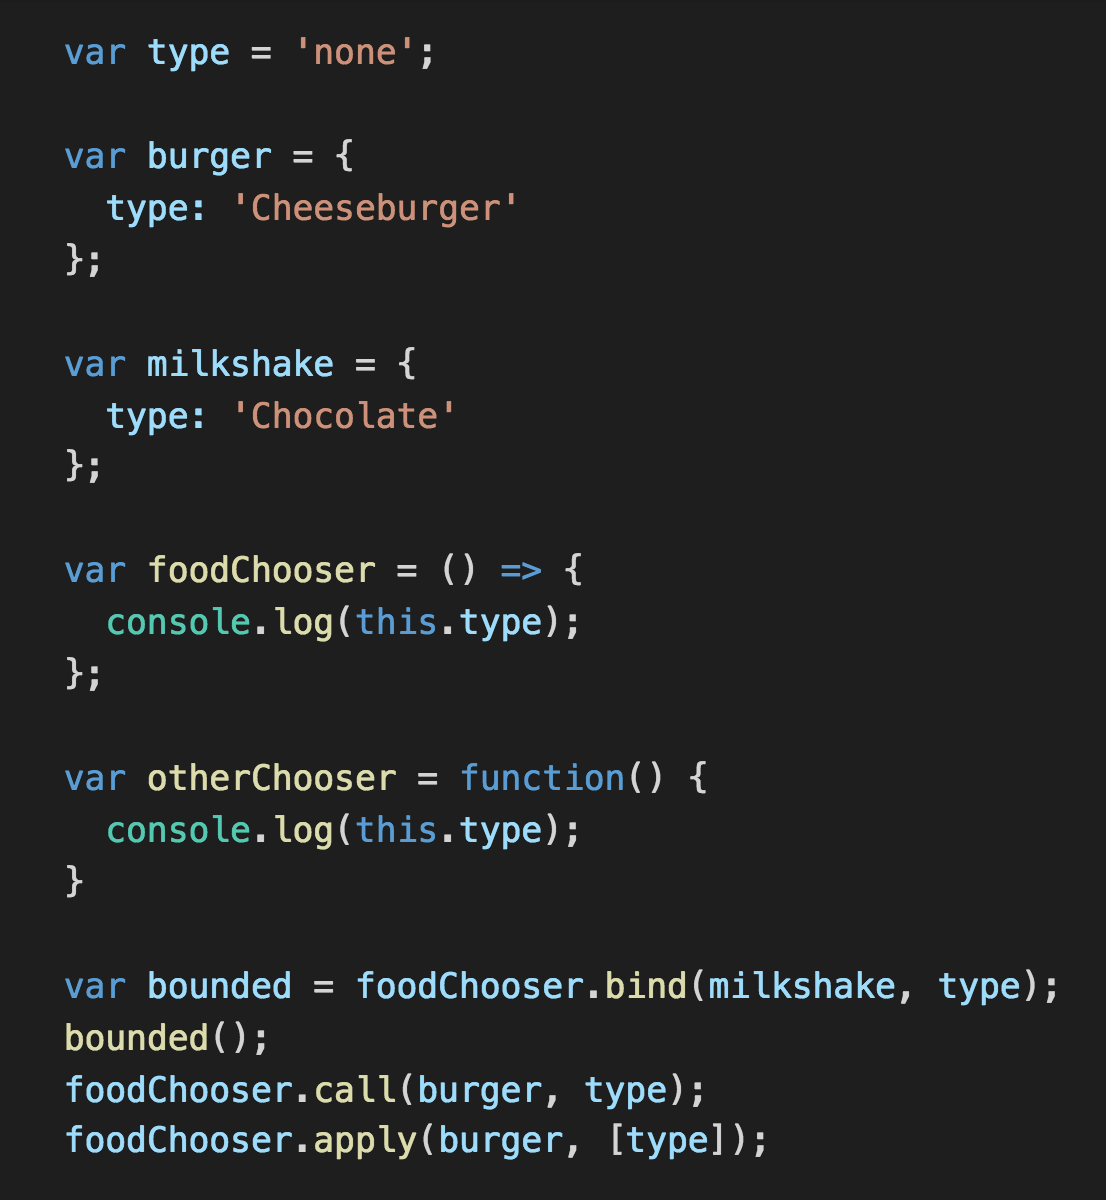 var type = 'none';
var burger = {
  type: 'Cheeseburger'
};
var milkshake = {
  type: 'Chocolate'
};
var foodChooser = () => {
  console.log(this.type);
};
var otherChooser = function() {
  console.log(this.type);
}
var bounded = foodChooser.bind(milkshake, type);
bounded();
foodChooser.call(burger, type);
foodChooser.apply(burger, [type]);